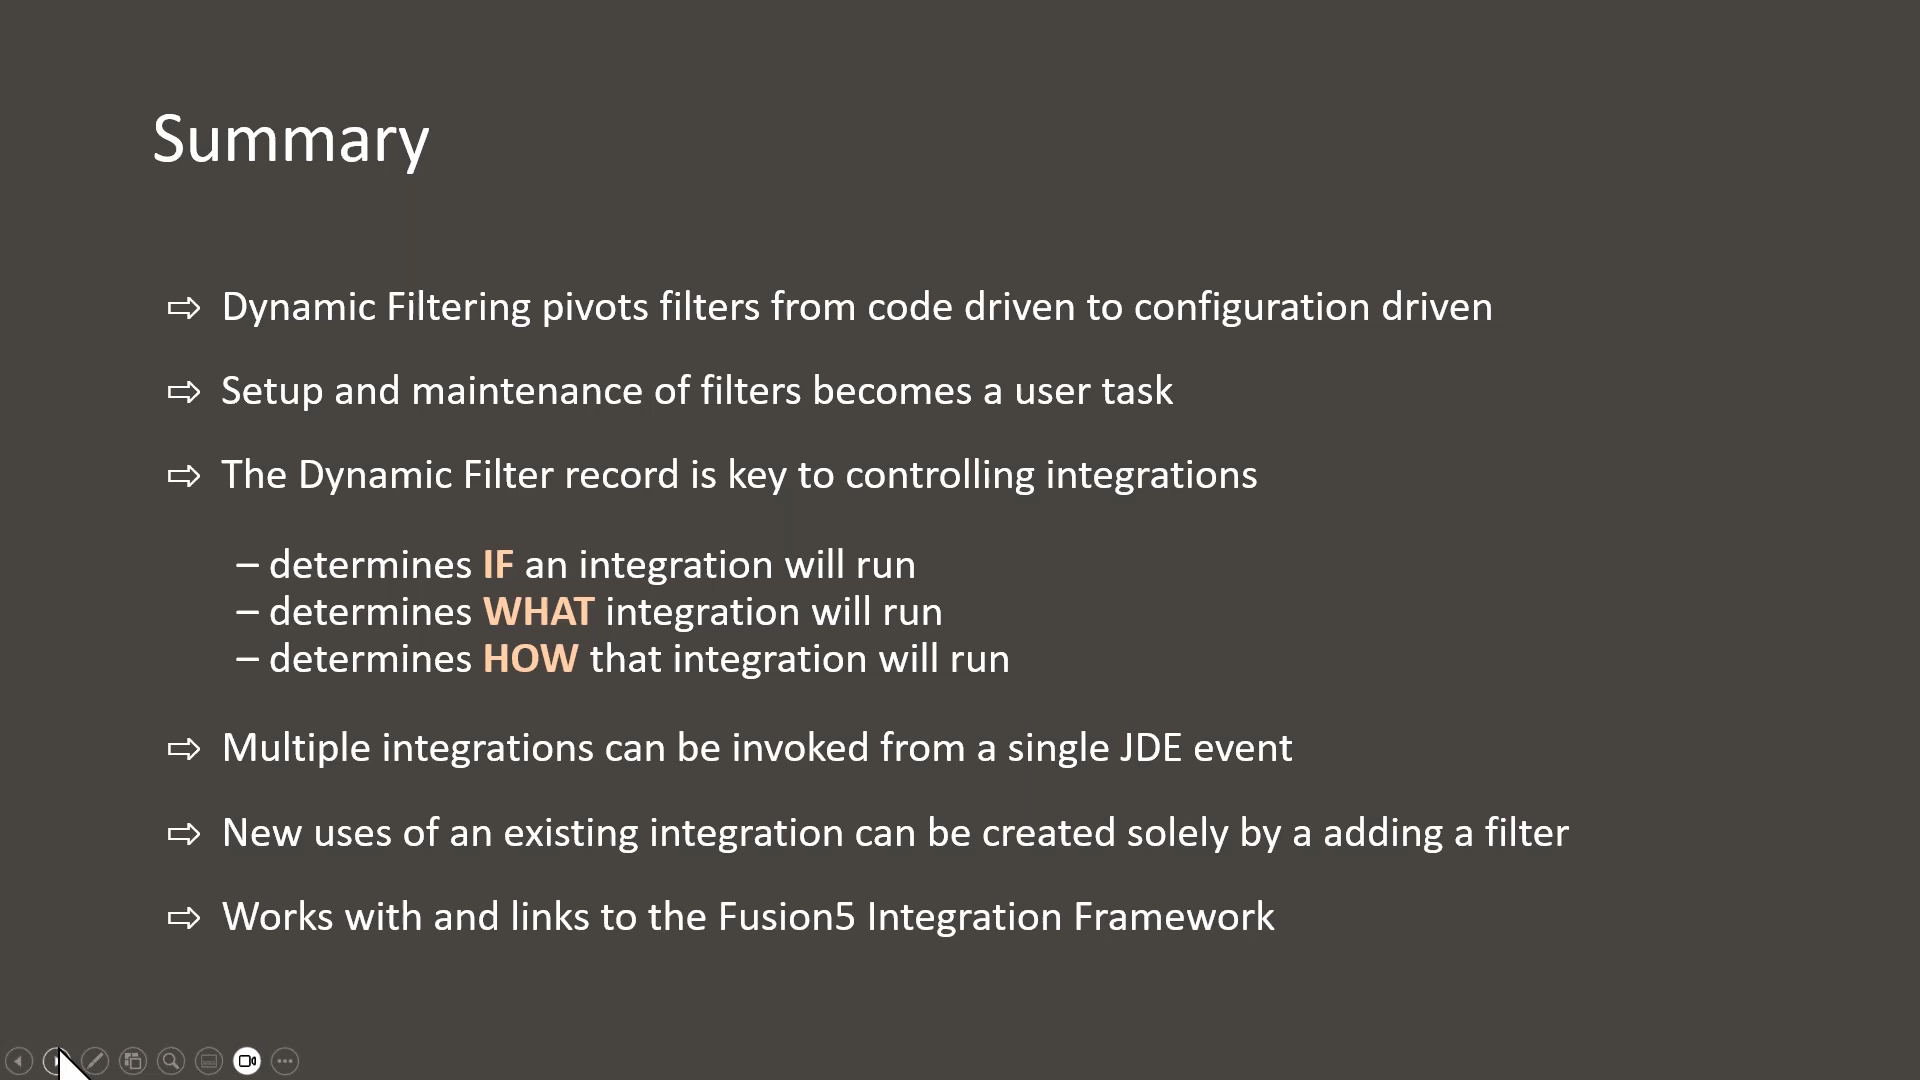 Summary
⇨ Dynamic Filtering pivots filters from code driven to configuration driven
⇨ Setup and maintenance of filters becomes a user task
⇨ The Dynamic Filter record is key to controlling integrations
– determines IF an integration will run
– determines WHAT integration will run
– determines HOW that integration will run
⇨ Multiple integrations can be invoked from a single JDE event
⇨ New uses of an existing integration can be created solely by a adding a filter
⇨ Works with and links to the Fusion5 Integration Framework